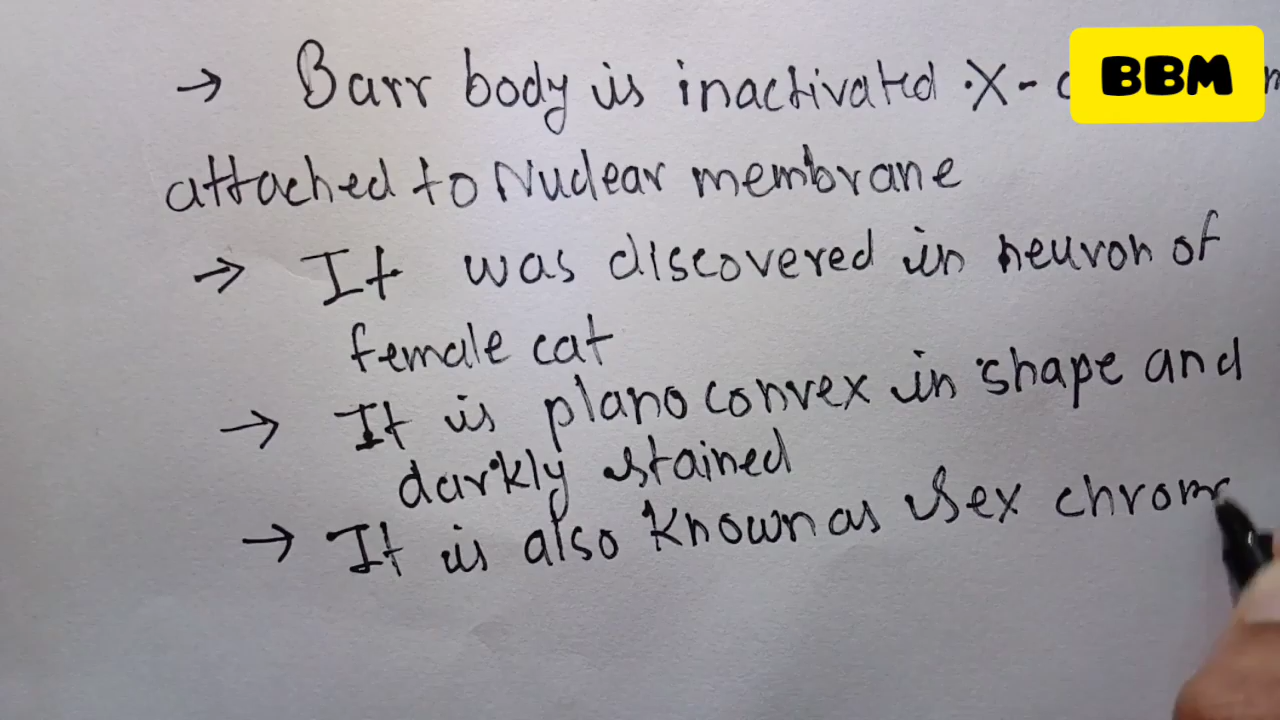 → Barr body is inactivated X-
BBM
attached to Nuclear membrane
→ It was discovered in neuron of
female cat
→ It is plano convex in shape and
darkly stained
→ It is also known as sex chrom